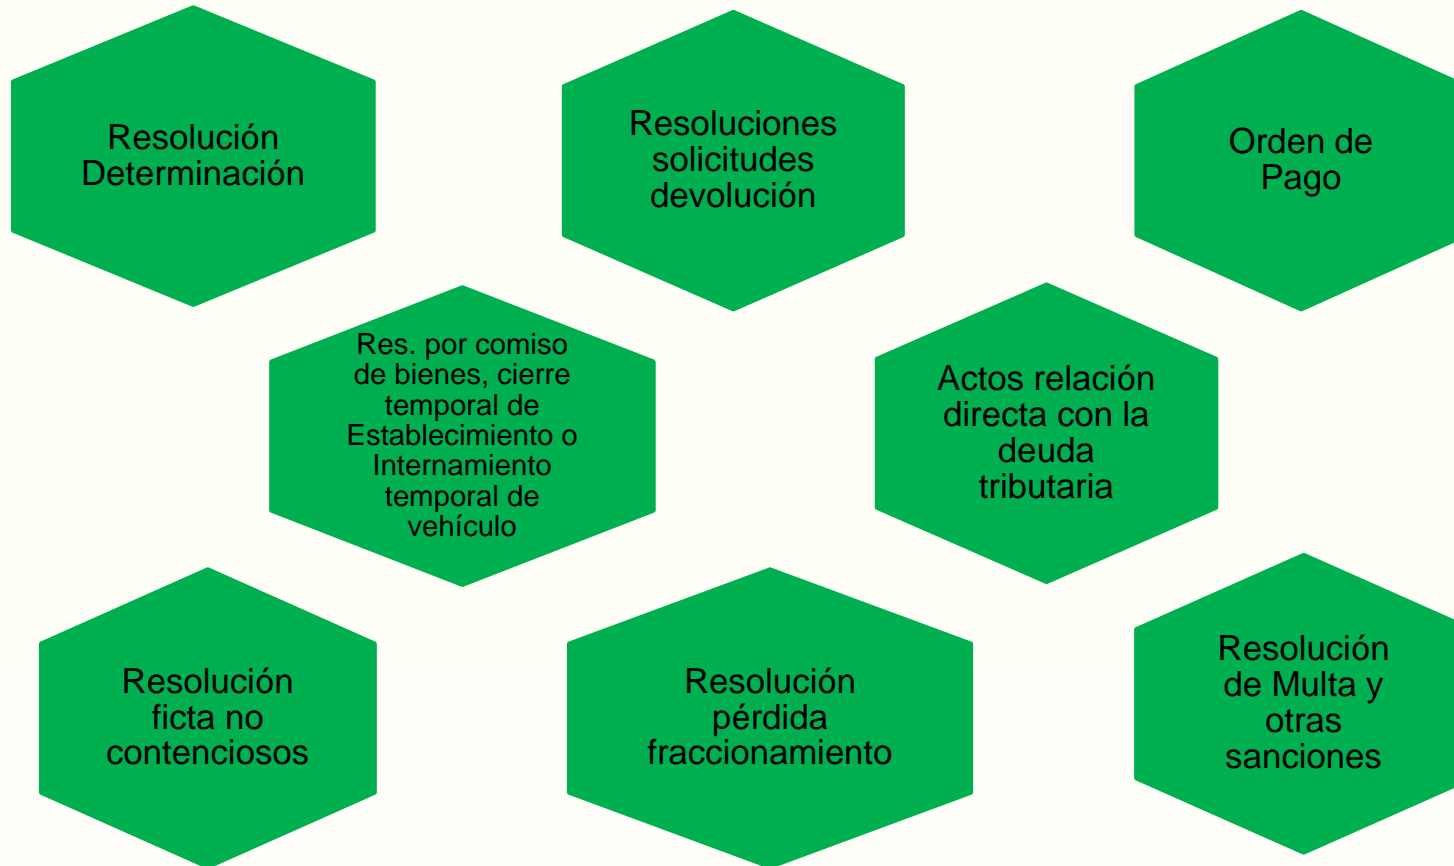 Resolución
Determinación
Resoluciones
solicitudes
devolución
Orden de
Pago
Res. por comiso
de bienes, cierre
temporal de
Establecimiento o
Internamiento
temporal de
vehículo
Actos relación
directa con la
deuda
tributaria
Resolución
ficta no
contenciosos
Resolución
pérdida
fraccionamiento
Resolución
de Multa y
otras
sanciones